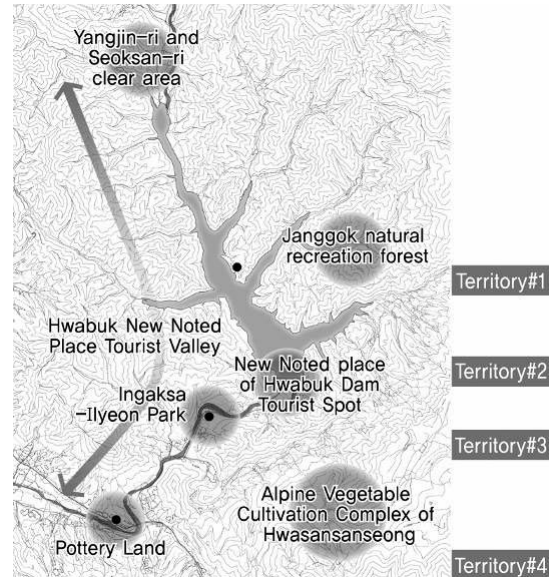 Yangjin-ri and
Seoksan-ri
clear area
Janggok natural
recreation forest
Territory#1
Hwabuk New Noted
Place Tourist Valley
New Noted place
of Hwabuk Dam
Tourist Spot
Territory#2
Ingaksa
-Ilyeon Park
Territory#3
Alpine Vegetable
Cultivation Complex of
Hwasansanseong
Pottery Land
Territory#4